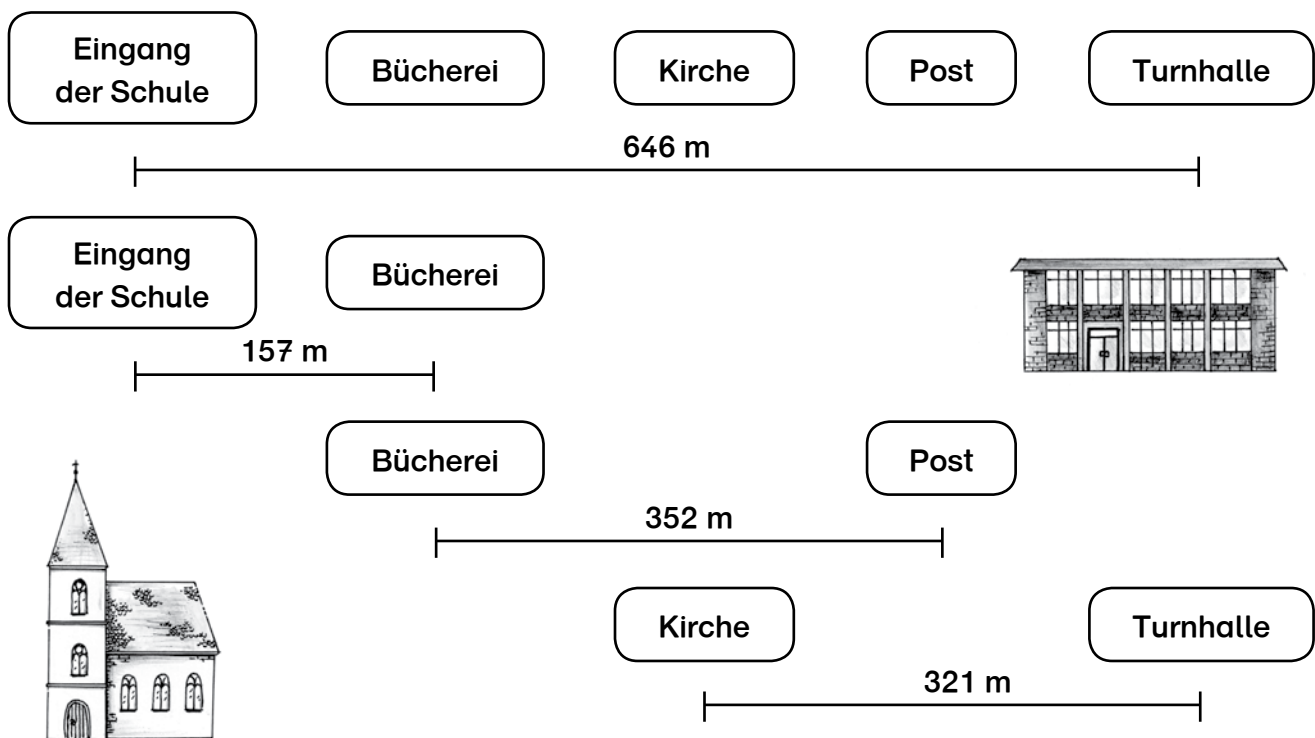 Eingang
der Schule
Bücherei
Kirche
Post
Turnhalle
646 m
Eingang
der Schule
Bücherei
157 m
Bücherei
Post
352 m
Kirche
Turnhalle
321 m